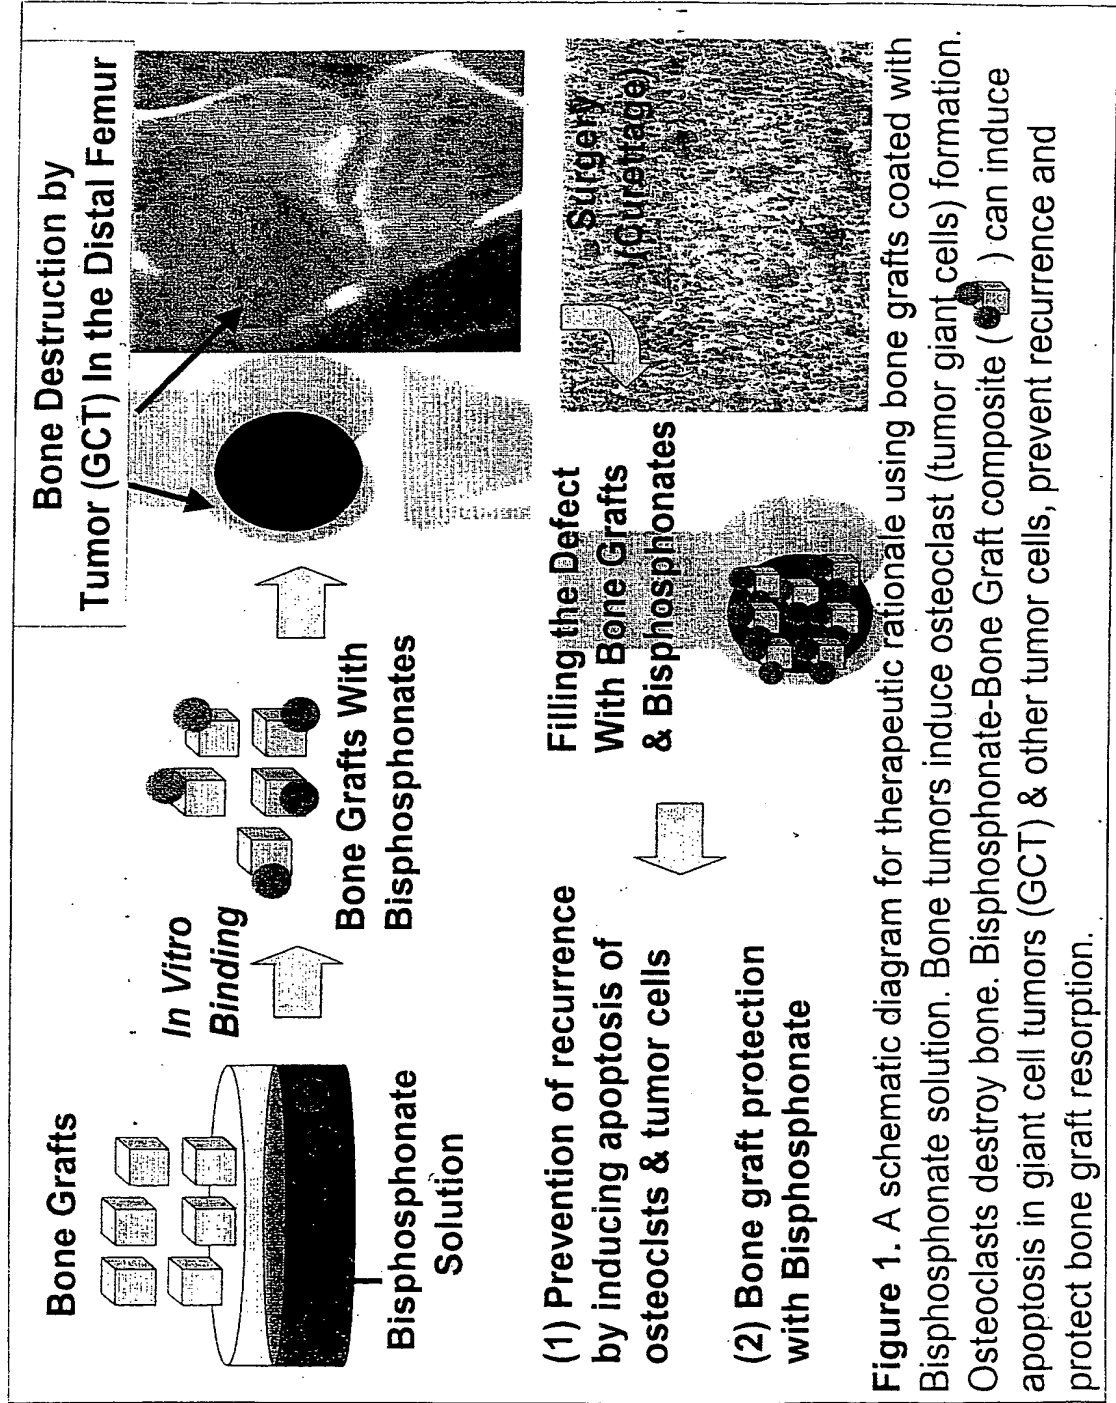 Bone Grafts
Bisphosphonate
Solution
In Vitro
Binding
Bone Grafts With
Bisphosphonates
Bone Destruction by
Tumor (GCT) In the Distal Femur
(1) Prevention of recurrence
by inducing apoptosis of
osteoclsts & tumor cells
(2) Bone graft protection
with Bisphosphonate
Filling the Defect
With Bone Grafts
& Bisphosphonates
Surgery
(Curettage)
Figure 1. A schematic diagram for therapeutic rationale using bone grafts coated with
Bisphosphonate solution. Bone tumors induce osteoclast (tumor giant cells) formation.
Osteoclasts destroy bone. Bisphosphonate-Bone Graft composite ( ) can induce
apoptosis in giant cell tumors (GCT) & other tumor cells, prevent recurrence and
protect bone graft resorption.